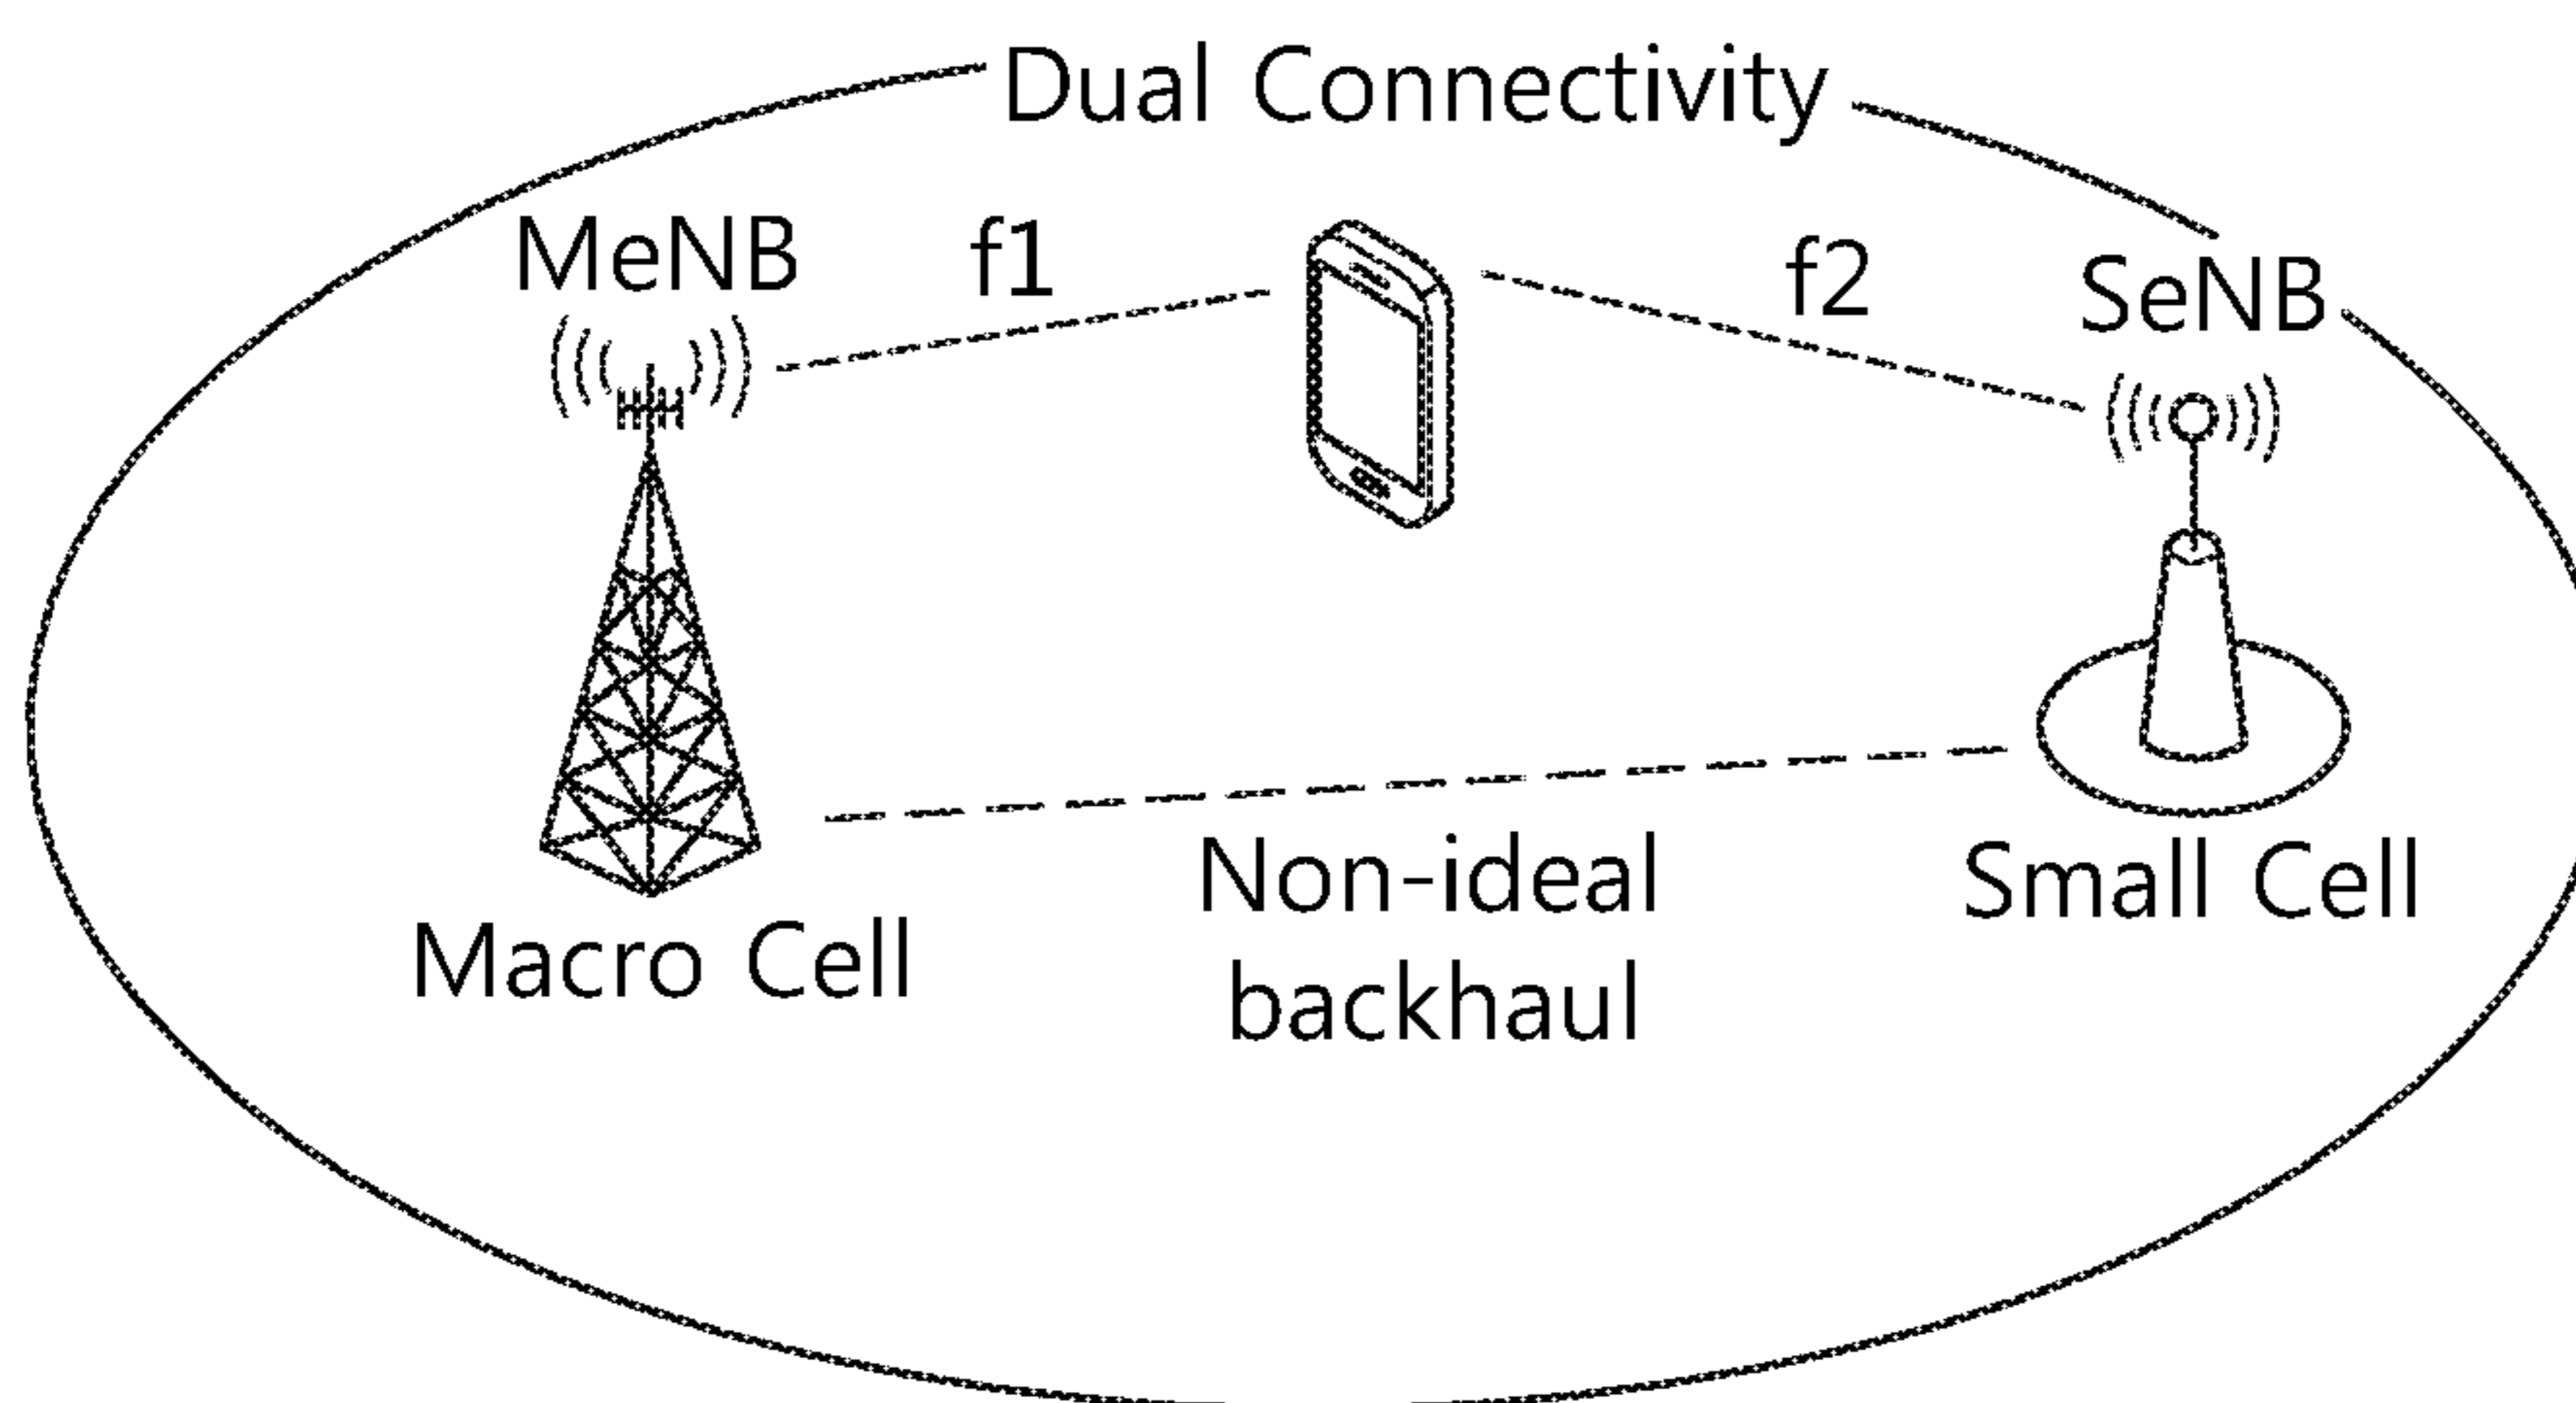 Dual Connectivity
MeNB
f1
f2
SeNB
Non-ideal
backhaul
Small Cell
Macro Cell